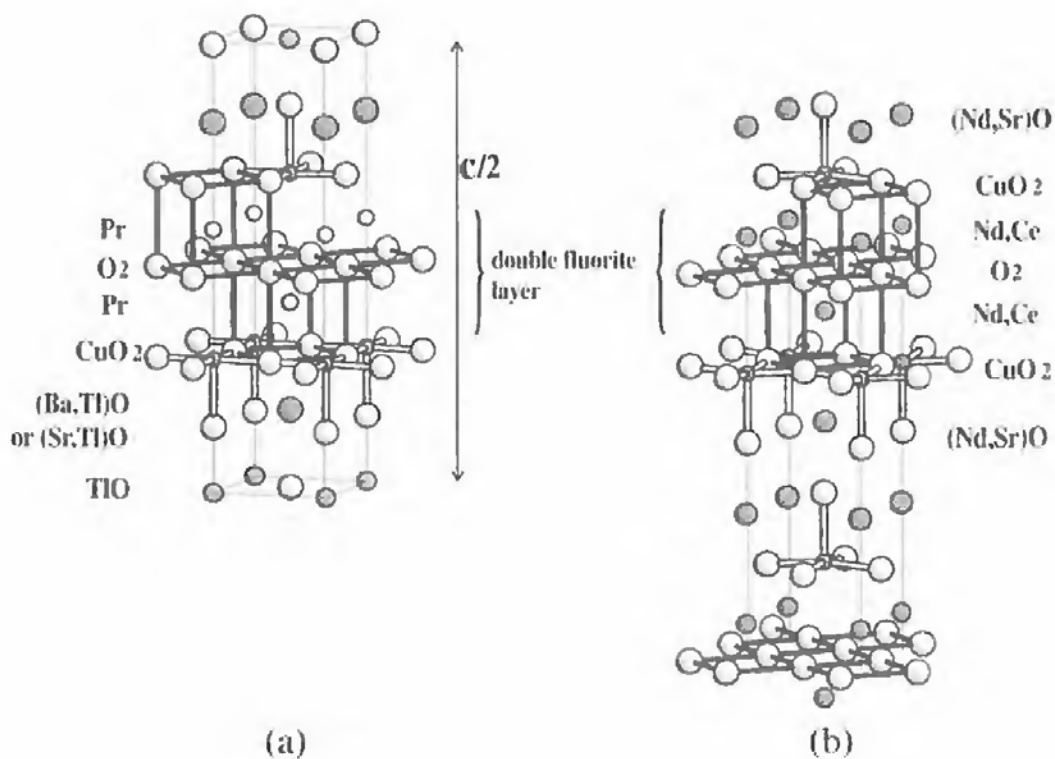 c/2
Pr
O2
Pr
CuO2
(Ba,Tl)O
or (Sr,Tl)O
TlO
double fluorite
layer
(Nd,Sr)O
CuO2
Nd,Ce
O2
Nd,Ce
CuO2
(Nd,Sr)O
(a)
(b)